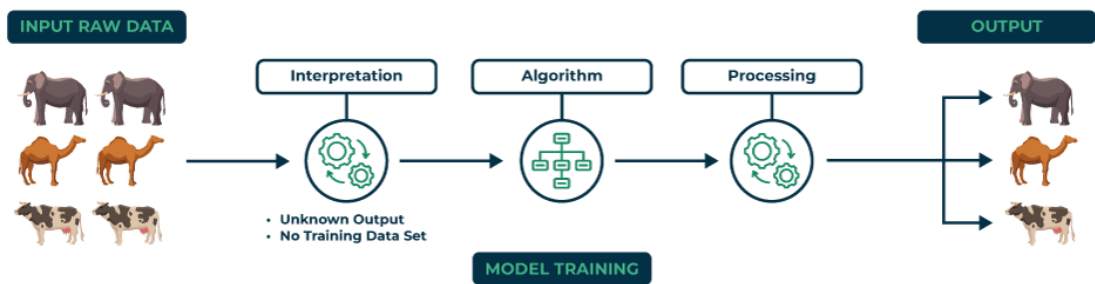 INPUT RAW DATA
OUTPUT
Interpretation
Algorithm
Processing
• Unknown Output
• No Training Data Set
MODEL TRAINING